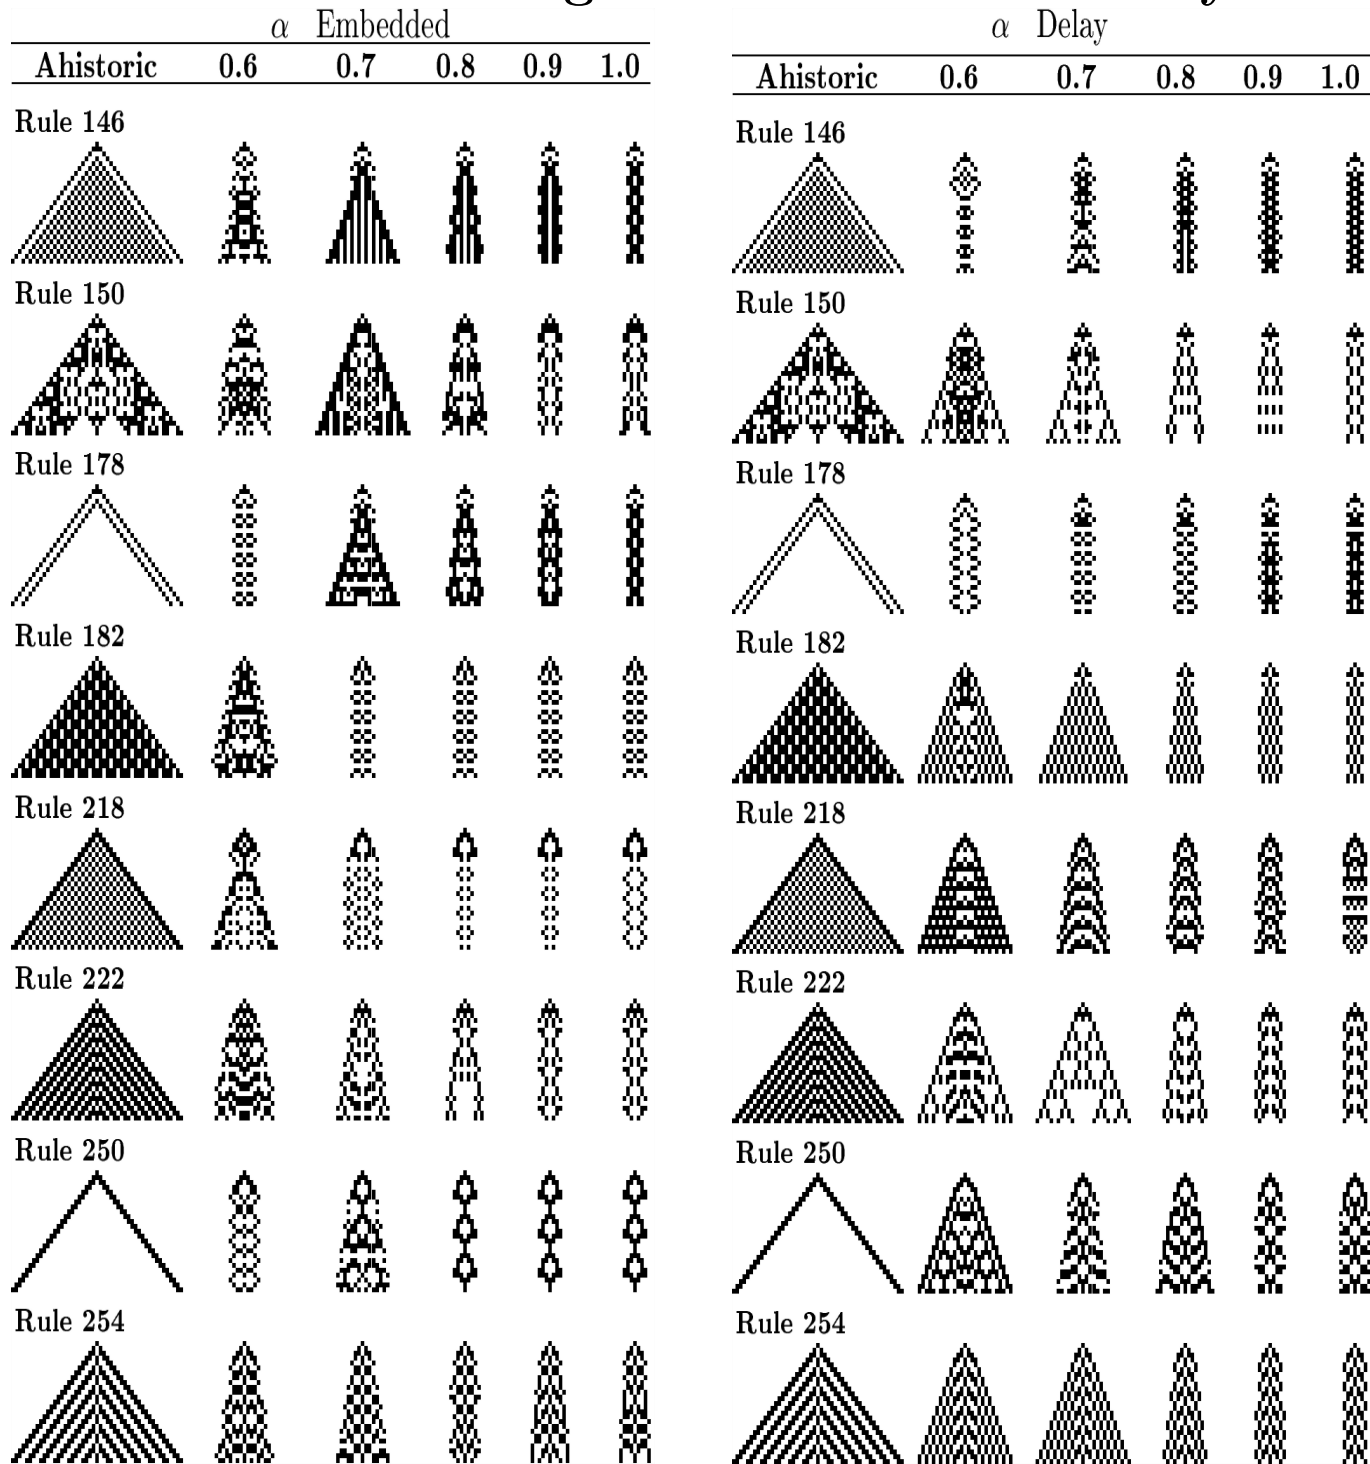 α Embedded
Ahistoric 0.6 0.7 0.8 0.9 1.0
Rule 146
Rule 150
Rule 178
Rule 182
Rule 218
Rule 222
Rule 250
Rule 254
α Delay
Ahistoric 0.6 0.7 0.8 0.9 1.0
Rule 146
Rule 150
Rule 178
Rule 182
Rule 218
Rule 222
Rule 250
Rule 254